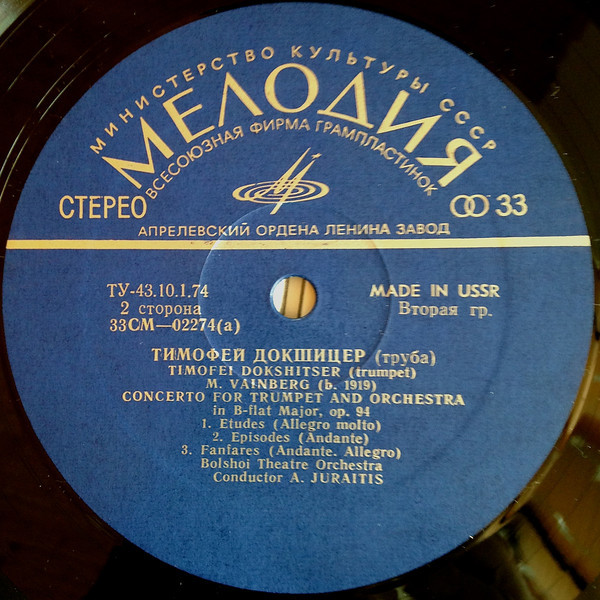 МИНИСТЕРСТВО КУЛЬТУРЫ СССР
МЕЛОДИЯ
ВСЕСОЮЗНАЯ ФИРМА ГРАМПЛАСТИНОК
СТЕРЕО
33
АПРЕЛЕВСКИЙ ОРДЕНА ЛЕНИНА ЗАВОД
ТУ-43.10.1.74
MADE IN USSR
2 сторона
Вторая гр.
33СМ—02274(а)
ТИМОФЕЙ ДОКШИЦЕР (труба)
TIMOFEI DOKSHITSER (trumpet)
M. VAINBERG (b. 1919)
CONCERTO FOR TRUMPET AND ORCHESTRA
in B-flat Major, op. 94
1. Etudes (Allegro molto)
2. Episodes (Andante)
3. Fanfares (Andante. Allegro)
Bolshoi Theatre Orchestra
Conductor A. JURAITIS